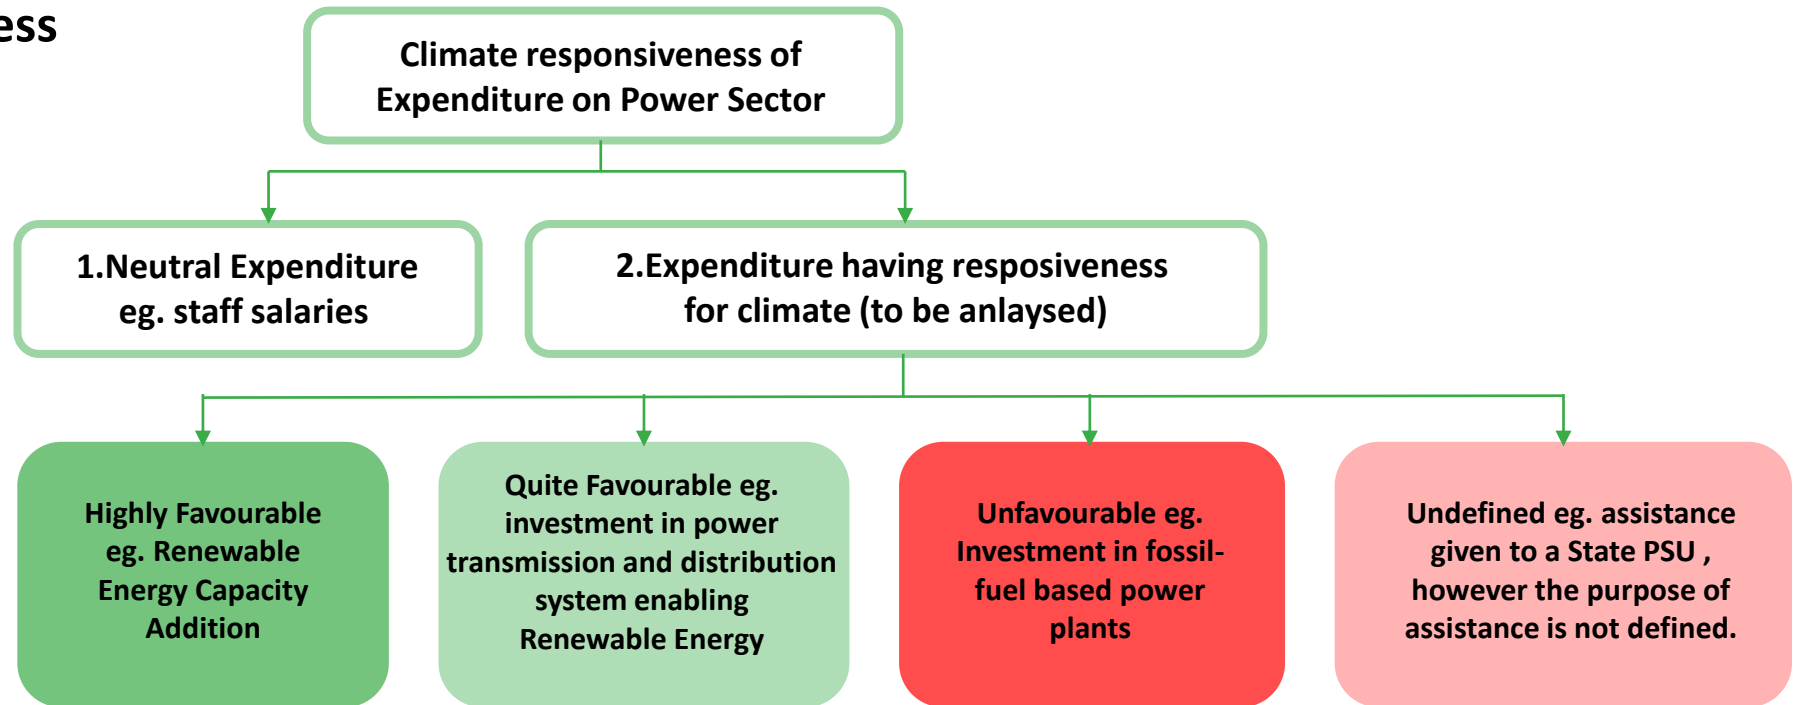 ess
Climate responsiveness of
Expenditure on Power Sector
1.Neutral Expenditure
eg. staff salaries
2.Expenditure having resposiveness
for climate (to be anlaysed)
Highly Favourable
eg. Renewable
Energy Capacity
Addition
Quite Favourable eg.
investment in power
transmission and distribution
system enabling
Renewable Energy
Unfavourable eg.
Investment in fossil-
fuel based power
plants
Undefined eg. assistance
given to a State PSU ,
however the purpose of
assistance is not defined.